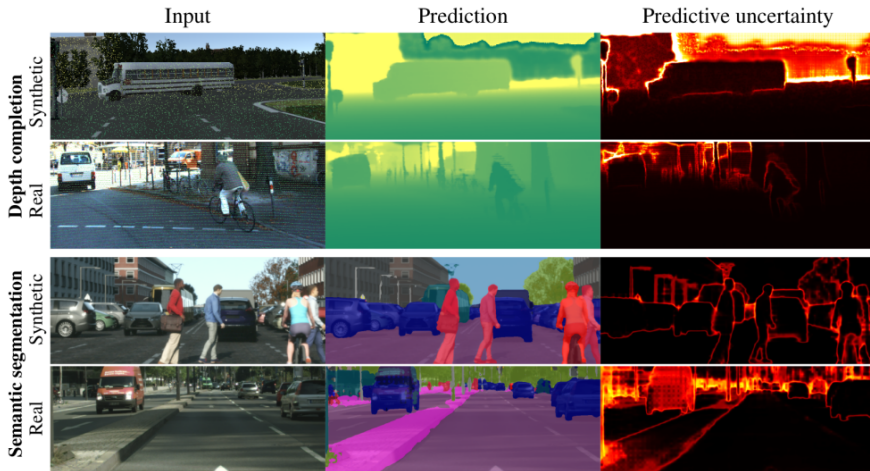 Input Prediction Predictive uncertainty
Depth completion
Synthetic
Real
Semantic segmentation
Synthetic
Real